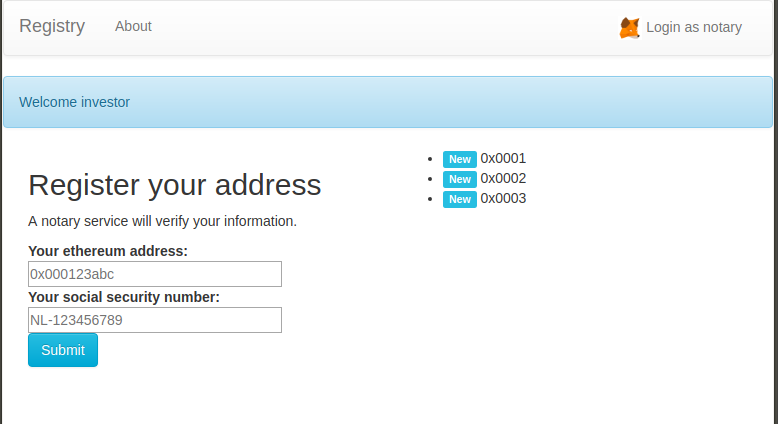 Registry About Login as notary
Welcome investor
Register your address
A notary service will verify your information.
Your ethereum address:
0x000123abc
Your social security number:
NL-123456789
Submit
New 0x0001
New 0x0002
New 0x0003